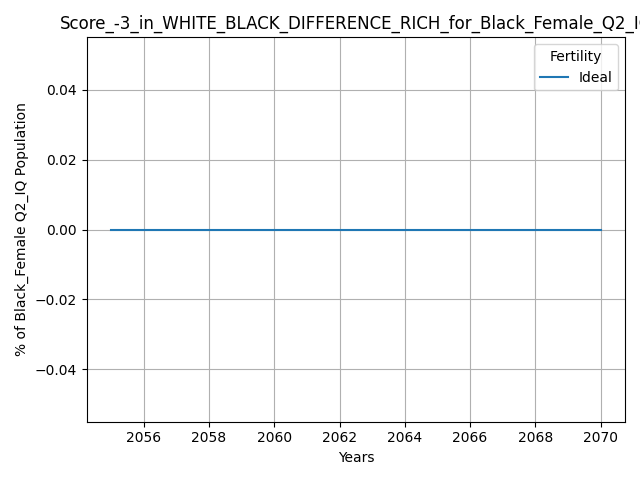 Score_-3_in_WHITE_BLACK_DIFFERENCE_RICH_for_Black_Female_Q2_I
Fertility
Ideal
0.04
0.02
0.00
−0.02
−0.04
% of Black_Female Q2_IQ Population
2056 2058 2060 2062 2064 2066 2068 2070
Years